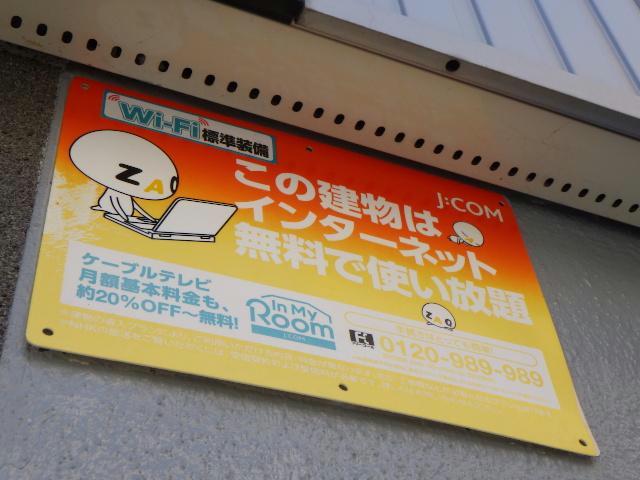 Wi-Fi標準装備
J:COM
ZAQ
この建物は
インターネット
無料で使い放題
ケーブルテレビ
月額基本料金も、
約20%OFF~無料!
In My
Room
J:COM
ZAQ
0120-989-989